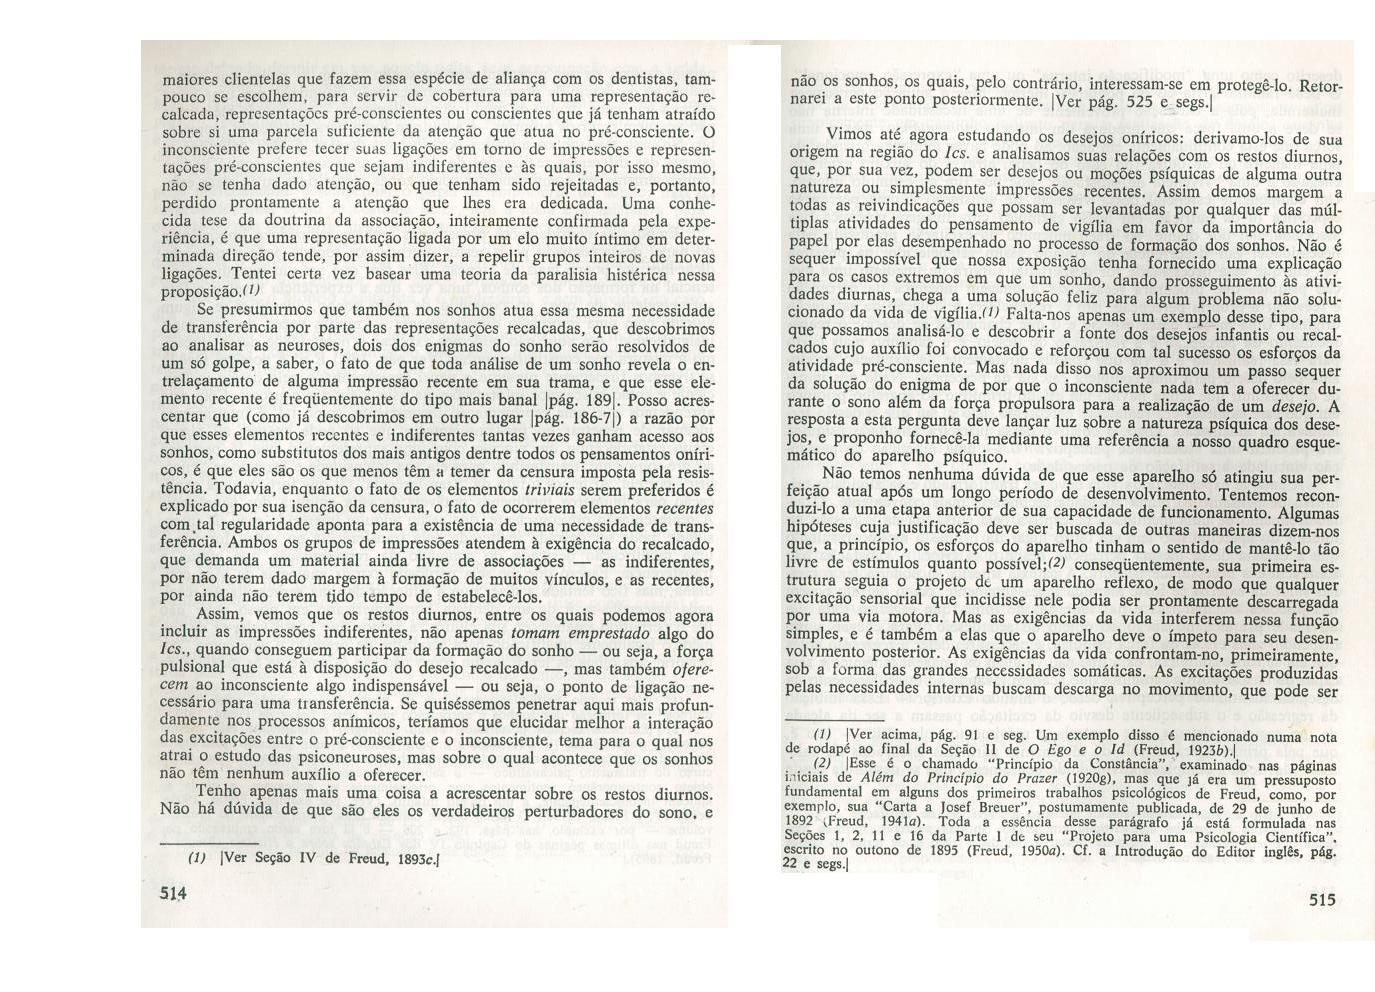 maiores clientelas que fazem essa espécie de aliança com os dentistas, tam-
pouco se escolhem, para servir de cobertura para uma representação re-
calcada, representações pré-conscientes ou conscientes que já tenham atraído
sobre si uma parcela suficiente da atenção que atua no pré-consciente. O
inconsciente prefere tecer suas ligações em torno de impressões e represen-
tações pré-conscientes que sejam indiferentes e às quais, por isso mesmo,
não se tenha dado atenção, ou que tenham sido rejeitadas e, portanto,
perdido prontamente a atenção que lhes era dedicada. Uma conhe-
cida tese da doutrina da associação, inteiramente confirmada pela expe-
riência, é que uma representação ligada por um elo muito íntimo em deter-
minada direção tende, por assim dizer, a repelir grupos inteiros de novas
ligações. Tentei certa vez basear uma teoria da paralisia histérica nessa
proposição.(1)
Se presumirmos que também nos sonhos atua essa mesma necessidade
de transferência por parte das representações recalcadas, que descobrimos
ao analisar as neuroses, dois dos enigmas do sonho serão resolvidos de
um só golpe, a saber, o fato de que toda análise de um sonho revela o en-
trelaçamento de alguma impressão recente em sua trama, e que esse ele-
mento recente é freqüentemente do tipo mais banal |pág. 189|. Posso acres-
centar que (como já descobrimos em outro lugar |pág. 186-7|) a razão por
que esses elementos recentes e indiferentes tantas vezes ganham acesso aos
sonhos, como substitutos dos mais antigos dentre todos os pensamentos oníri-
cos, é que eles são os que menos têm a temer da censura imposta pela resis-
tência. Todavia, enquanto o fato de os elementos triviais serem preferidos é
explicado por sua isenção da censura, o fato de ocorrerem elementos recentes
com tal regularidade aponta para a existência de uma necessidade de trans-
ferência. Ambos os grupos de impressões atendem à exigência do recalcado,
que demanda um material ainda livre de associações — as indiferentes,
por não terem dado margem à formação de muitos vínculos, e as recentes,
por ainda não terem tido tempo de estabelecê-los.
Assim, vemos que os restos diurnos, entre os quais podemos agora
incluir as impressões indiferentes, não apenas tomam emprestado algo do
Ics., quando conseguem participar da formação do sonho — ou seja, a força
pulsional que está à disposição do desejo recalcado —, mas também ofere-
cem ao inconsciente algo indispensável — ou seja, o ponto de ligação ne-
cessário para uma transferência. Se quiséssemos penetrar aqui mais profun-
damente nos processos anímicos, teríamos que elucidar melhor a interação
das excitações entre o pré-consciente e o inconsciente, tema para o qual nos
atrai o estudo das psiconeuroses, mas sobre o qual acontece que os sonhos
não têm nenhum auxílio a oferecer.
Tenho apenas mais uma coisa a acrescentar sobre os restos diurnos.
Não há dúvida de que são eles os verdadeiros perturbadores do sono, e
(1) |Ver Seção IV de Freud, 1893c.|
514
não os sonhos, os quais, pelo contrário, interessam-se em protegê-lo. Retor-
narei a este ponto posteriormente. |Ver pág. 525 e segs.|
Vimos até agora estudando os desejos oníricos: derivamo-los de sua
origem na região do Ics. e analisamos suas relações com os restos diurnos,
que, por sua vez, podem ser desejos ou moções psíquicas de alguma outra
natureza ou simplesmente impressões recentes. Assim demos margem a
todas as reivindicações que possam ser levantadas por qualquer das múl-
tiplas atividades do pensamento de vigília em favor da importância do
papel por elas desempenhado no processo de formação dos sonhos. Não é
sequer impossível que nossa exposição tenha fornecido uma explicação
para os casos extremos em que um sonho, dando prosseguimento às ativi-
dades diurnas, chega a uma solução feliz para algum problema não solu-
cionado da vida de vigília.(1) Falta-nos apenas um exemplo desse tipo, para
que possamos analisá-lo e descobrir a fonte dos desejos infantis ou recal-
cados cujo auxílio foi convocado e reforçou com tal sucesso os esforços da
atividade pré-consciente. Mas nada disso nos aproximou um passo sequer
da solução do enigma de por que o inconsciente nada tem a oferecer du-
rante o sono além da força propulsora para a realização de um desejo. A
resposta a esta pergunta deve lançar luz sobre a natureza psíquica dos dese-
jos, e proponho fornecê-la mediante uma referência a nosso quadro esque-
mático do aparelho psíquico.
Não temos nenhuma dúvida de que esse aparelho só atingiu sua per-
feição atual após um longo período de desenvolvimento. Tentemos recon-
duzi-lo a uma etapa anterior de sua capacidade de funcionamento. Algumas
hipóteses cuja justificação deve ser buscada de outras maneiras dizem-nos
que, a princípio, os esforços do aparelho tinham o sentido de mantê-lo tão
livre de estímulos quanto possível;(2) conseqüentemente, sua primeira es-
trutura seguia o projeto de um aparelho reflexo, de modo que qualquer
excitação sensorial que incidisse nele podia ser prontamente descarregada
por uma via motora. Mas as exigências da vida interferem nessa função
simples, e é também a elas que o aparelho deve o ímpeto para seu desen-
volvimento posterior. As exigências da vida confrontam-no, primeiramente,
sob a forma das grandes necessidades somáticas. As excitações produzidas
pelas necessidades internas buscam descarga no movimento, que pode ser
(1) |Ver acima, pág. 91 e seg. Um exemplo disso é mencionado numa nota
de rodapé ao final da Seção II de O Ego e o Id (Freud, 1923b).|
(2) |Esse é o chamado "Princípio da Constância", examinado nas páginas
iniciais de Além do Princípio do Prazer (1920g), mas que já era um pressuposto
fundamental em alguns dos primeiros trabalhos psicológicos de Freud, como, por
exemplo, sua "Carta a Josef Breuer", postumamente publicada, de 29 de junho de
1892 (Freud, 1941a). Toda a essência desse parágrafo já está formulada nas
Seções 1, 2, 11 e 16 da Parte I de seu "Projeto para uma Psicologia Científica",
escrito no outono de 1895 (Freud, 1950a). Cf. a Introdução do Editor inglês, pág.
22 e segs.|
515